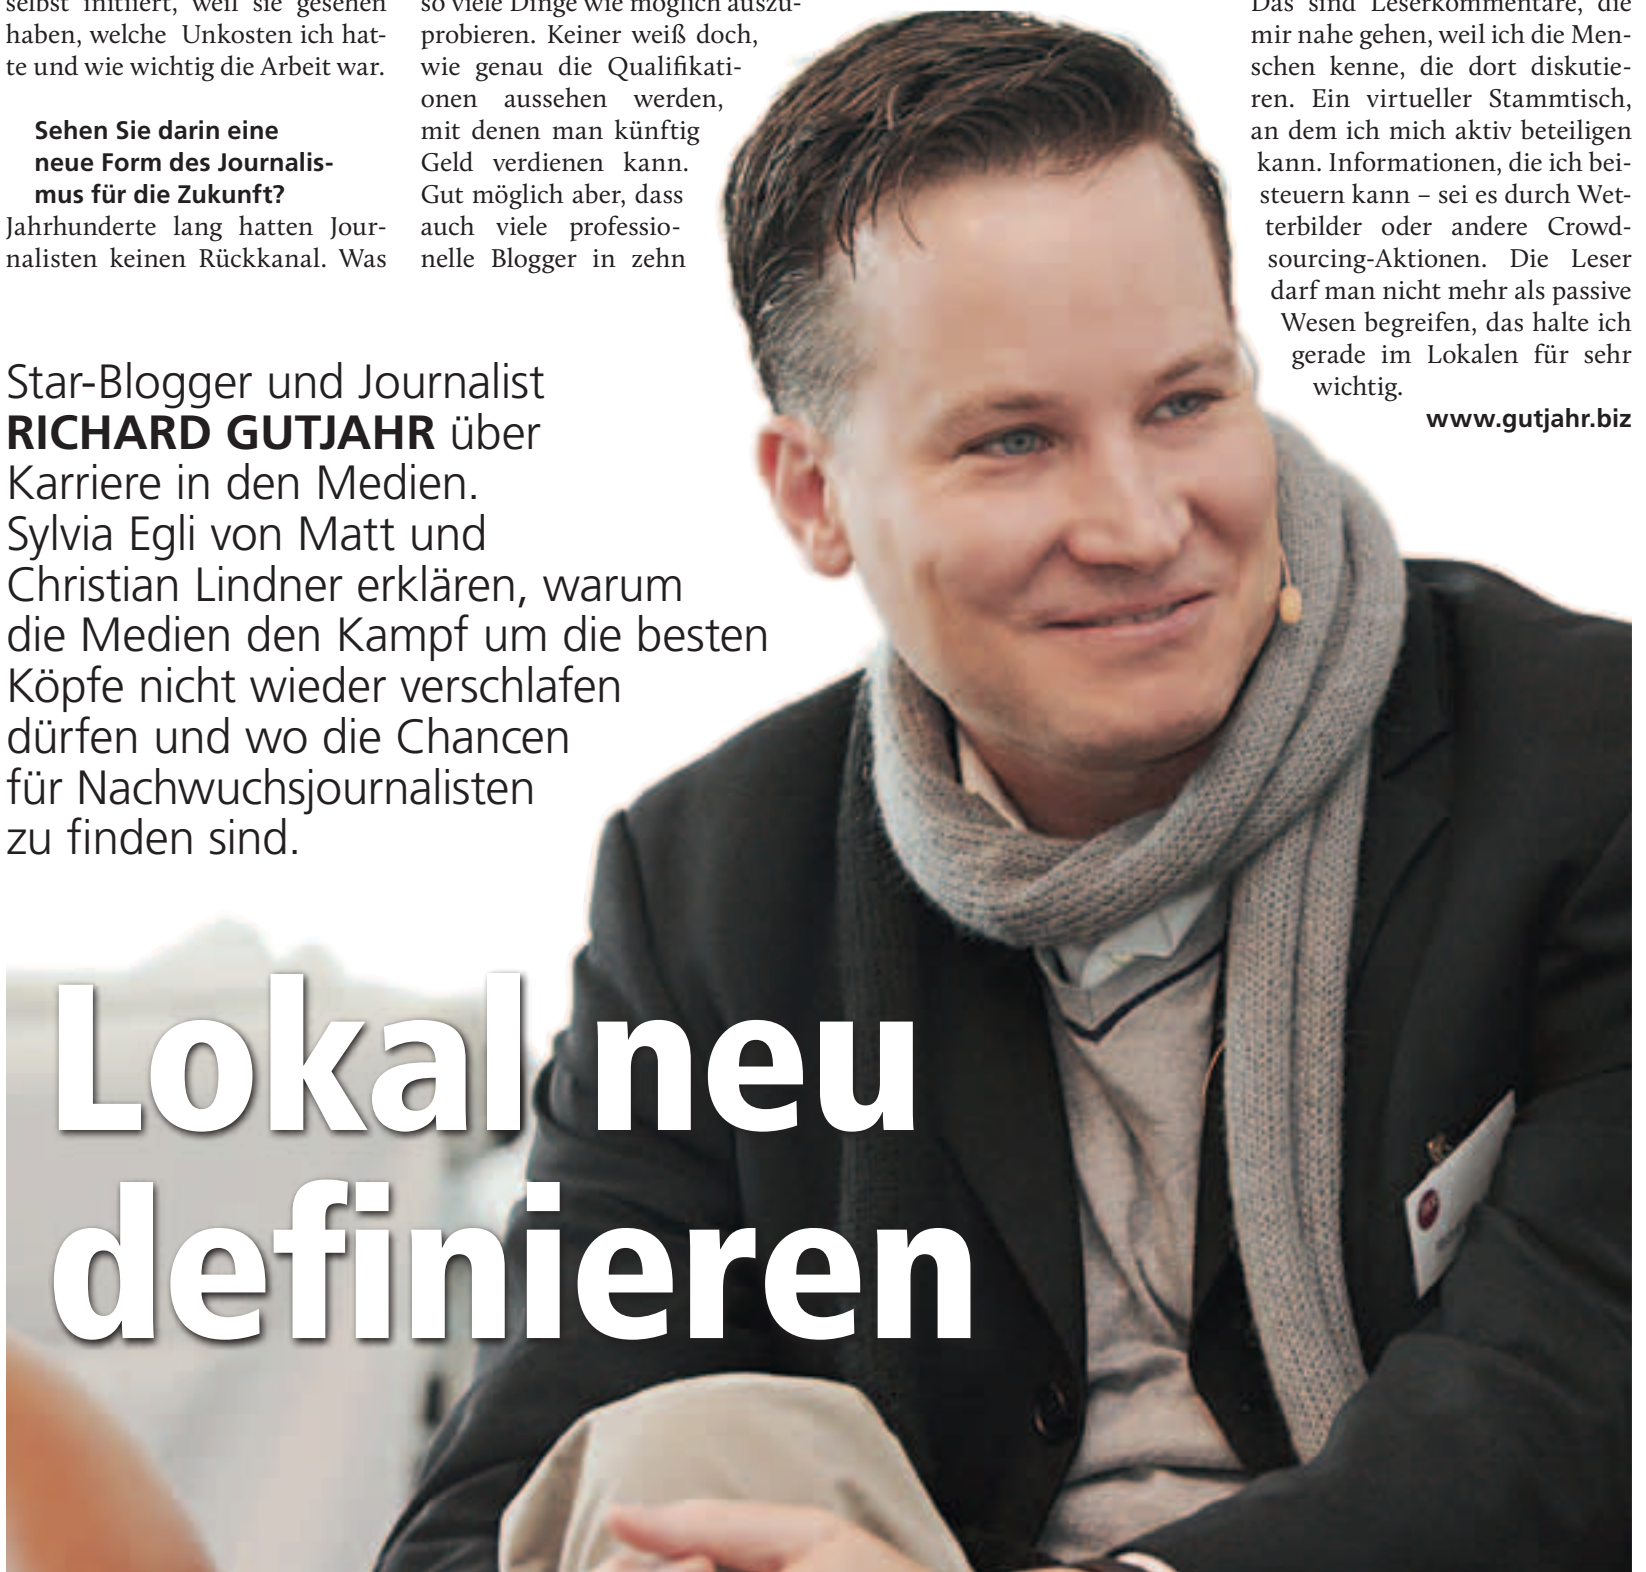 selbst initiiert, weil sie gesehen
haben, welche Unkosten ich hat-
te und wie wichtig die Arbeit war.
Sehen Sie darin eine
neue Form des Journalis-
mus für die Zukunft?
Jahrhunderte lang hatten Jour-
nalisten keinen Rückkanal. Was
so viele Dinge wie möglich auszu-
probieren. Keiner weiß doch,
wie genau die Qualifikati-
onen aussehen werden,
mit denen man künftig
Geld verdienen kann.
Gut möglich aber, dass
auch viele professio-
nelle Blogger in zehn
Das sind Leserkommentare, die
mir nahe gehen, weil ich die Men-
schen kenne, die dort diskutie-
ren. Ein virtueller Stammtisch,
an dem ich mich aktiv beteiligen
kann. Informationen, die ich bei-
steuern kann – sei es durch Wet-
terbilder oder andere Crowd-
sourcing-Aktionen. Die Leser
darf man nicht mehr als passive
Wesen begreifen, das halte ich
gerade im Lokalen für sehr
wichtig.
www.gutjahr.biz
Star-Blogger und Journalist
RICHARD GUTJAHR über
Karriere in den Medien.
Sylvia Egli von Matt und
Christian Lindner erklären, warum
die Medien den Kampf um die besten
Köpfe nicht wieder verschlafen
dürfen und wo die Chancen
für Nachwuchsjournalisten
zu finden sind.
Lokal neu
definieren